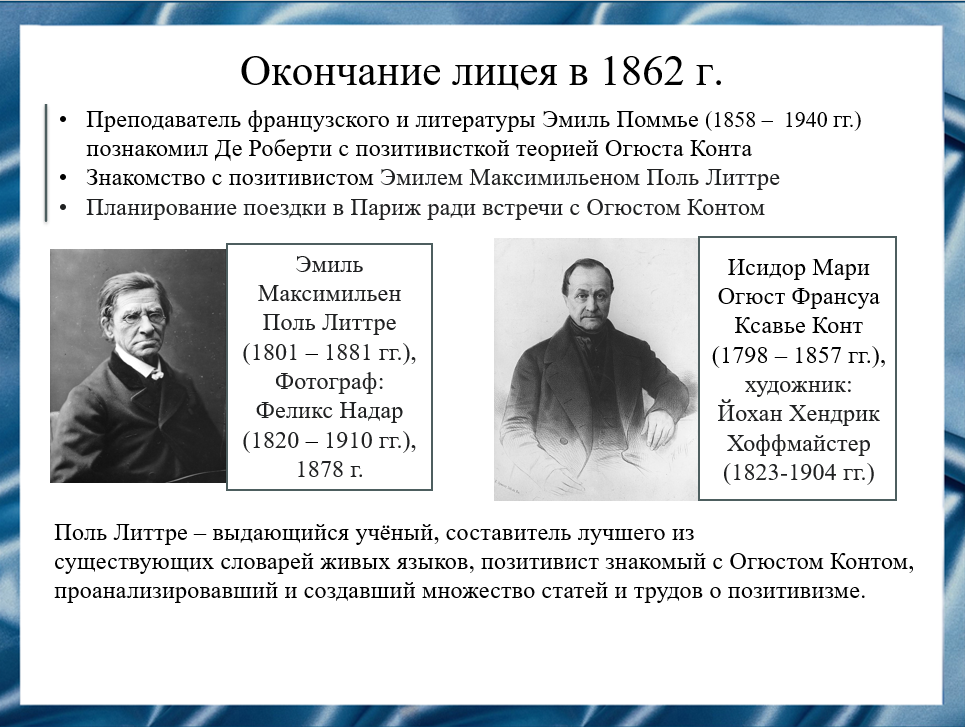 Окончание лицея в 1862 г.
• Преподаватель французского и литературы Эмиль Поммье (1858 – 1940 гг.)
познакомил Де Роберти с позитивисткой теорией Огюста Конта
• Знакомство с позитивистом Эмилем Максимильеном Поль Литтре
• Планирование поездки в Париж ради встречи с Огюстом Контом
Эмиль
Максимильен
Поль Литтре
(1801 – 1881 гг.),
Фотограф:
Феликс Надар
(1820 – 1910 гг.),
1878 г.
Исидор Мари
Огюст Франсуа
Ксавье Конт
(1798 – 1857 гг.),
художник:
Йохан Хендрик
Хоффмайстер
(1823-1904 гг.)
Поль Литтре – выдающийся учёный, составитель лучшего из
существующих словарей живых языков, позитивист знакомый с Огюстом Контом,
проанализировавший и создавший множество статей и трудов о позитивизме.